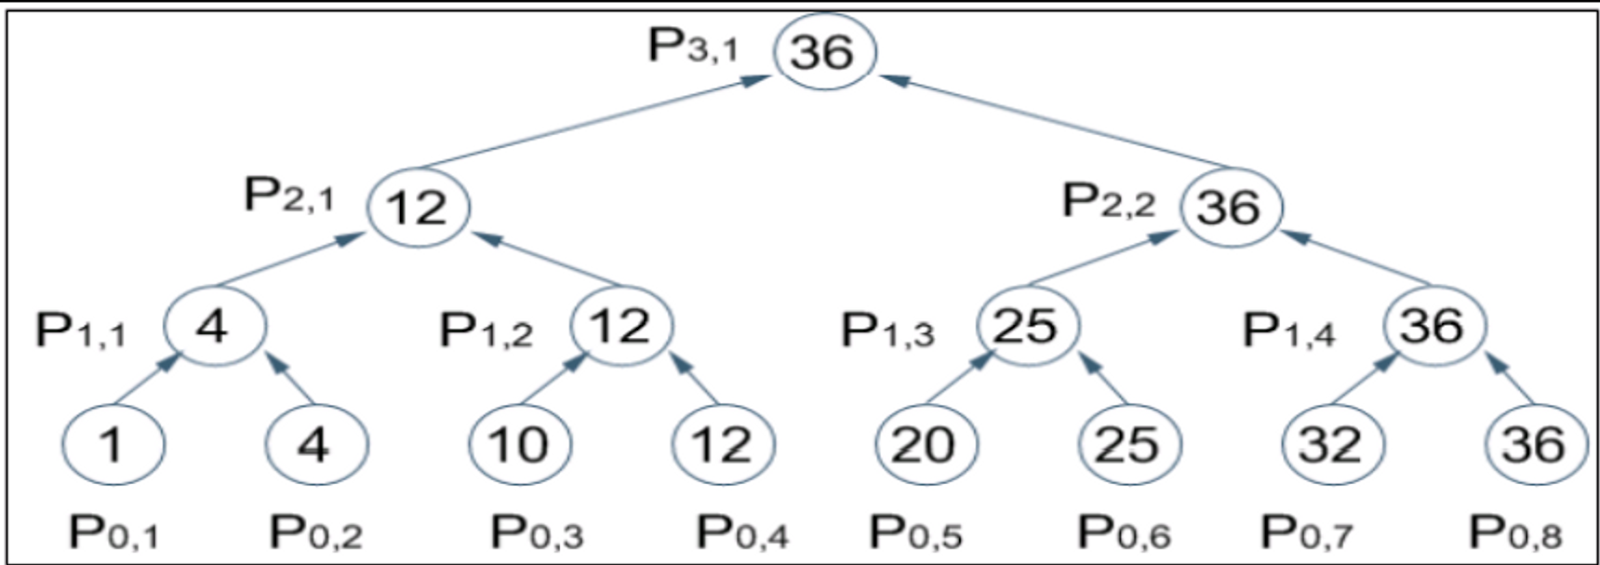 P3,1 36
P2,1 12 P2,2 36
P1,1 4 P1,2 12 P1,3 25 P1,4 36
1 4 10 12 20 25 32 36
P0,1 P0,2 P0,3 P0,4 P0,5 P0,6 P0,7 P0,8